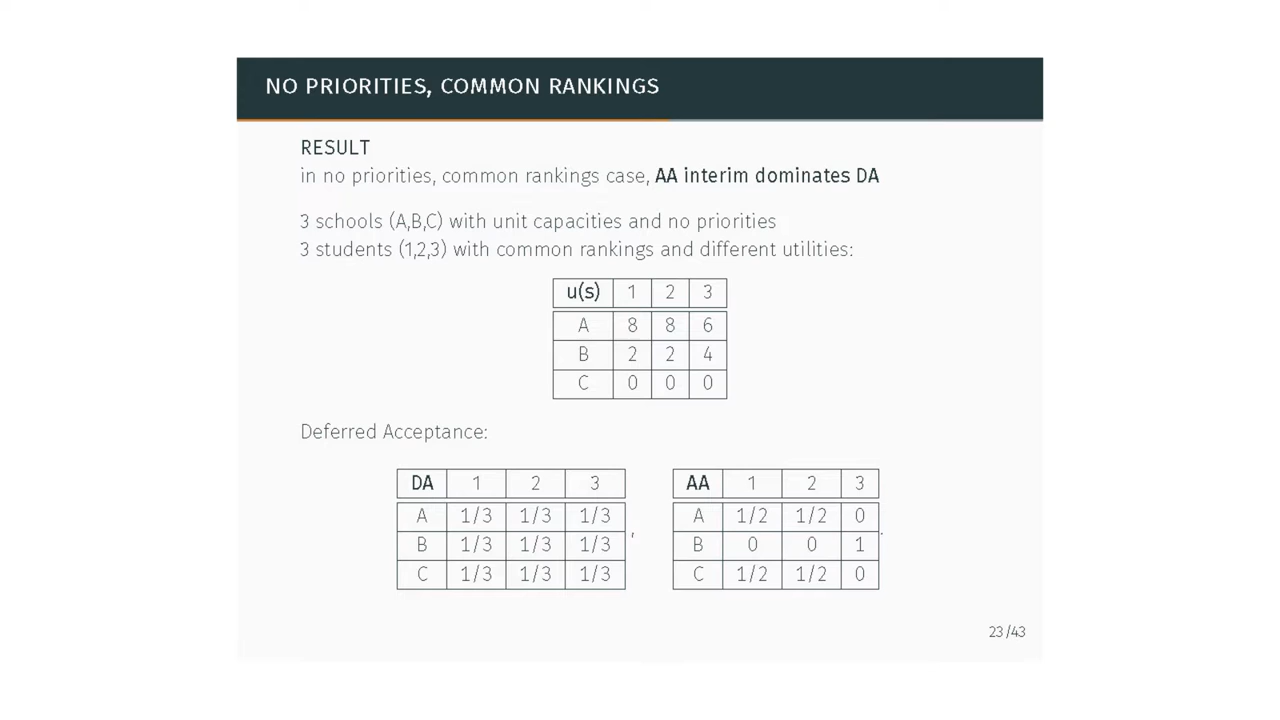 NO PRIORITIES, COMMON RANKINGS
RESULT
in no priorities, common rankings case, AA interim dominates DA
3 schools (A,B,C) with unit capacities and no priorities
3 students (1,2,3) with common rankings and different utilities:
u(s) 1 2 3
A 8 8 6
B 2 2 4
C 0 0 0
Deferred Acceptance:
DA 1 2 3
A 1/3 1/3 1/3
B 1/3 1/3 1/3
C 1/3 1/3 1/3
,
AA 1 2 3
A 1/2 1/2 0
B 0 0 1
C 1/2 1/2 0
.
23/43